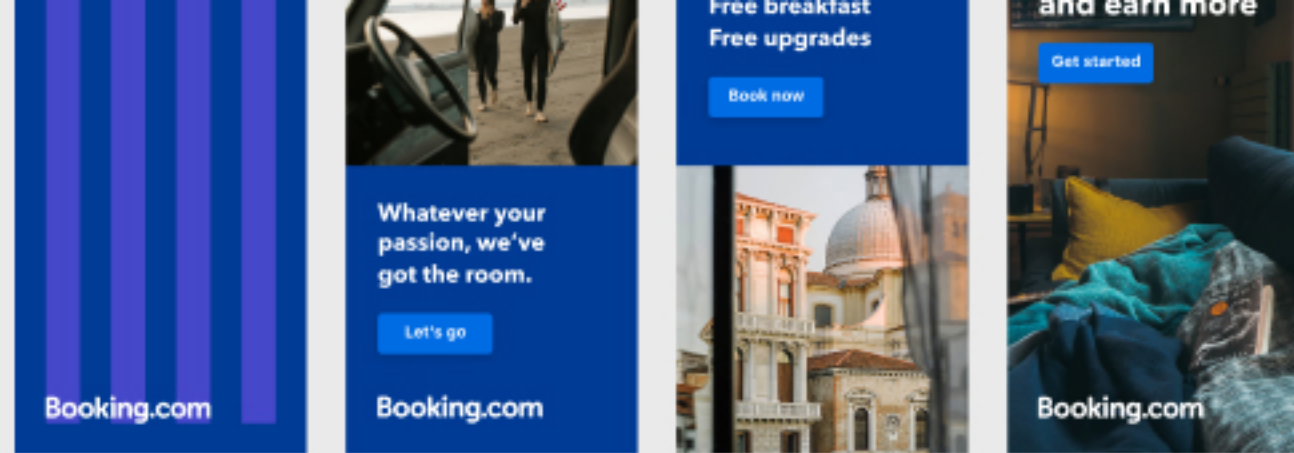 Booking.com
Whatever your
passion, we've
got the room.
Let's go
Booking.com
Free breakfast
Free upgrades
Book now
and earn more
Get started
Booking.com